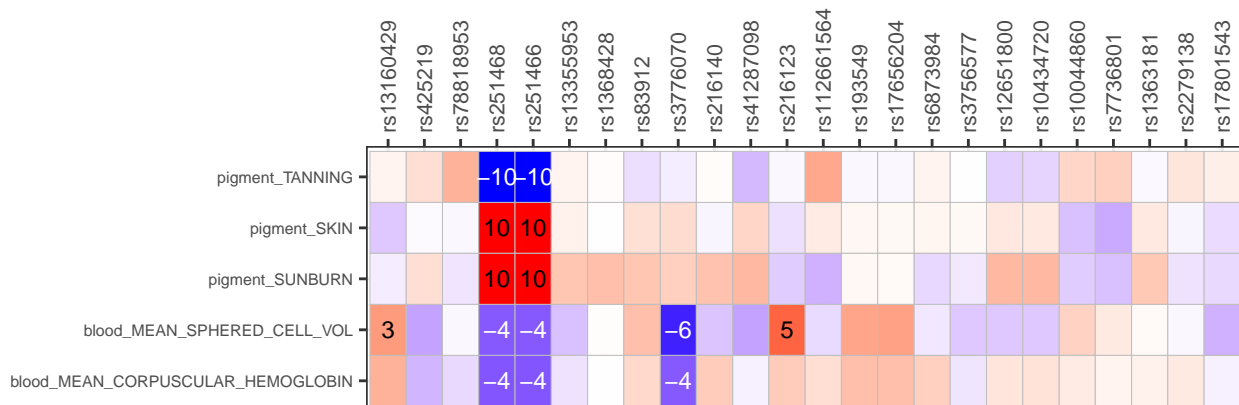 rs13160429
rs425219
rs78818953
rs251468
rs251466
rs13355953
rs1368428
rs83912
rs3776070
rs216140
rs41287098
rs216123
rs112661564
rs193549
rs17656204
rs6873984
rs3756577
rs12651800
rs10434720
rs10044860
rs7736801
rs1363181
rs2279138
rs17801543
pigment_TANNING −10 −10
pigment_SKIN 10 10
pigment_SUNBURN 10 10
blood_MEAN_SPHERED_CELL_VOL 3 −4 −4 −6 5
blood_MEAN_CORPUSCULAR_HEMOGLOBIN −4 −4 −4